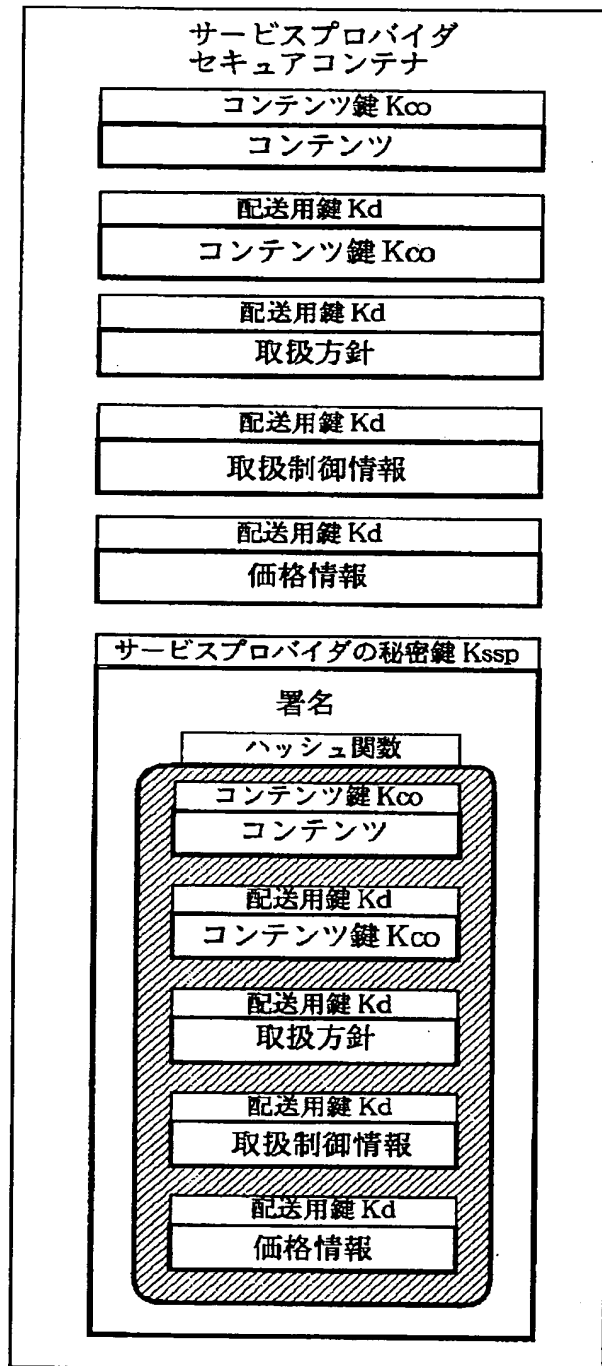 サービスプロバイダ
セキュアコンテナ
コンテンツ鍵 Kco
コンテンツ
配送用鍵 Kd
コンテンツ鍵 Kco
配送用鍵 Kd
取扱方針
配送用鍵 Kd
取扱制御情報
配送用鍵 Kd
価格情報
サービスプロバイダの秘密鍵 Kssp
署名
ハッシュ関数
コンテンツ鍵 Kco
コンテンツ
配送用鍵 Kd
コンテンツ鍵 Kco
配送用鍵 Kd
取扱方針
配送用鍵 Kd
取扱制御情報
配送用鍵 Kd
価格情報